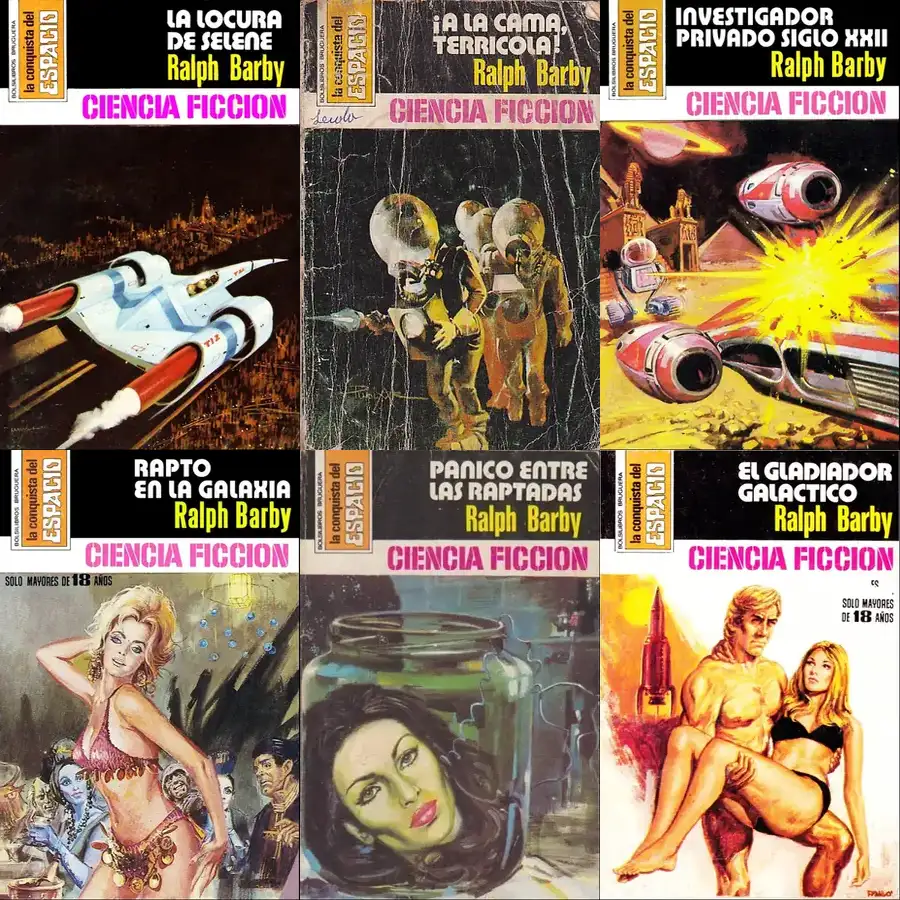 BOLSILIBROS BRUGUERA
la conquista del
ESPACIO
LA LOCURA
DE SELENE
Ralph Barby
CIENCIA FICCION
T12
BOLSILIBROS BRUGUERA
la conquista del
ESPACIO
¡A LA CAMA,
TERRICOLA!
Ralph Barby
CIENCIA FICCION
BOLSILIBROS BRUGUERA
la conquista del
ESPACIO
INVESTIGADOR
PRIVADO SIGLO XXII
Ralph Barby
CIENCIA FICCION
BOLSILIBROS BRUGUERA
la conquista del
ESPACIO
RAPTO
EN LA GALAXIA
Ralph Barby
CIENCIA FICCION
SOLO MAYORES DE 18 AÑOS
BOLSILIBROS BRUGUERA
la conquista del
ESPACIO
PANICO ENTRE
LAS RAPTADAS
Ralph Barby
CIENCIA FICCION
BOLSILIBROS BRUGUERA
la conquista del
ESPACIO
EL GLADIADOR
GALACTICO
Ralph Barby
CIENCIA FICCION
SOLO MAYORES
DE 18 AÑOS